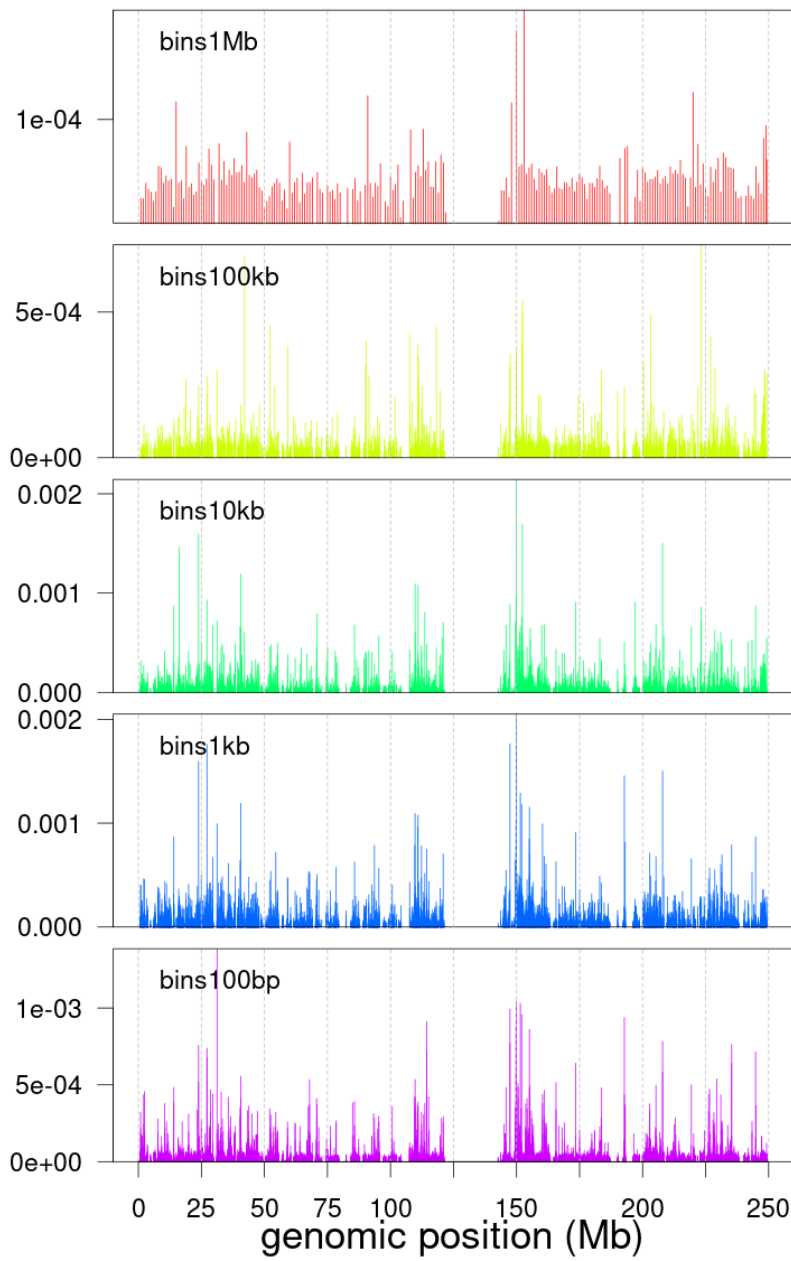 bins1Mb
1e-04
bins100kb
5e-04
0e+00
0.002
bins10kb
0.001
0.000
0.002
bins1kb
0.001
0.000
bins100bp
1e-03
5e-04
0e+00
0 25 50 75 100 150 200 250
genomic position (Mb)